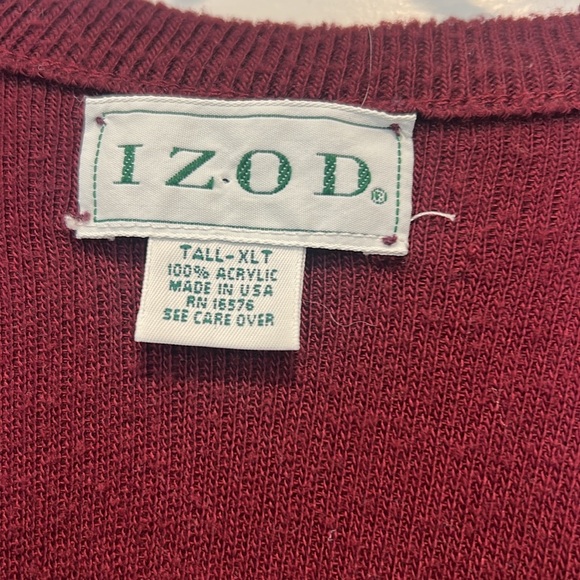 IZOD®
TALL-XLT
100% ACRYLIC
MADE IN USA
RN 16576
SEE CARE OVER